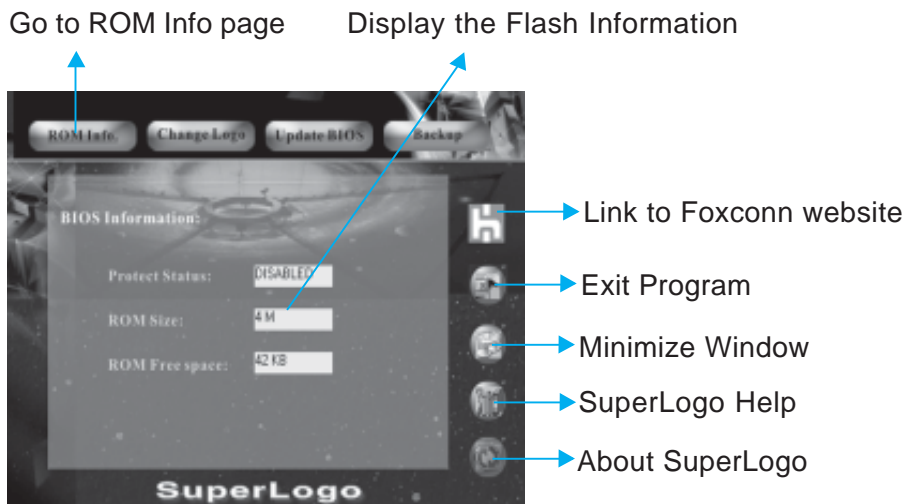 Go to ROM Info page
Display the Flash Information
ROM Info.
Change Logo
Update BIOS
Backup
BIOS Information:
Link to Foxconn website
Protect Status:
DISABLED
Exit Program
ROM Size:
4 M
Minimize Window
ROM Free space:
42 KB
SuperLogo Help
About SuperLogo
SuperLogo